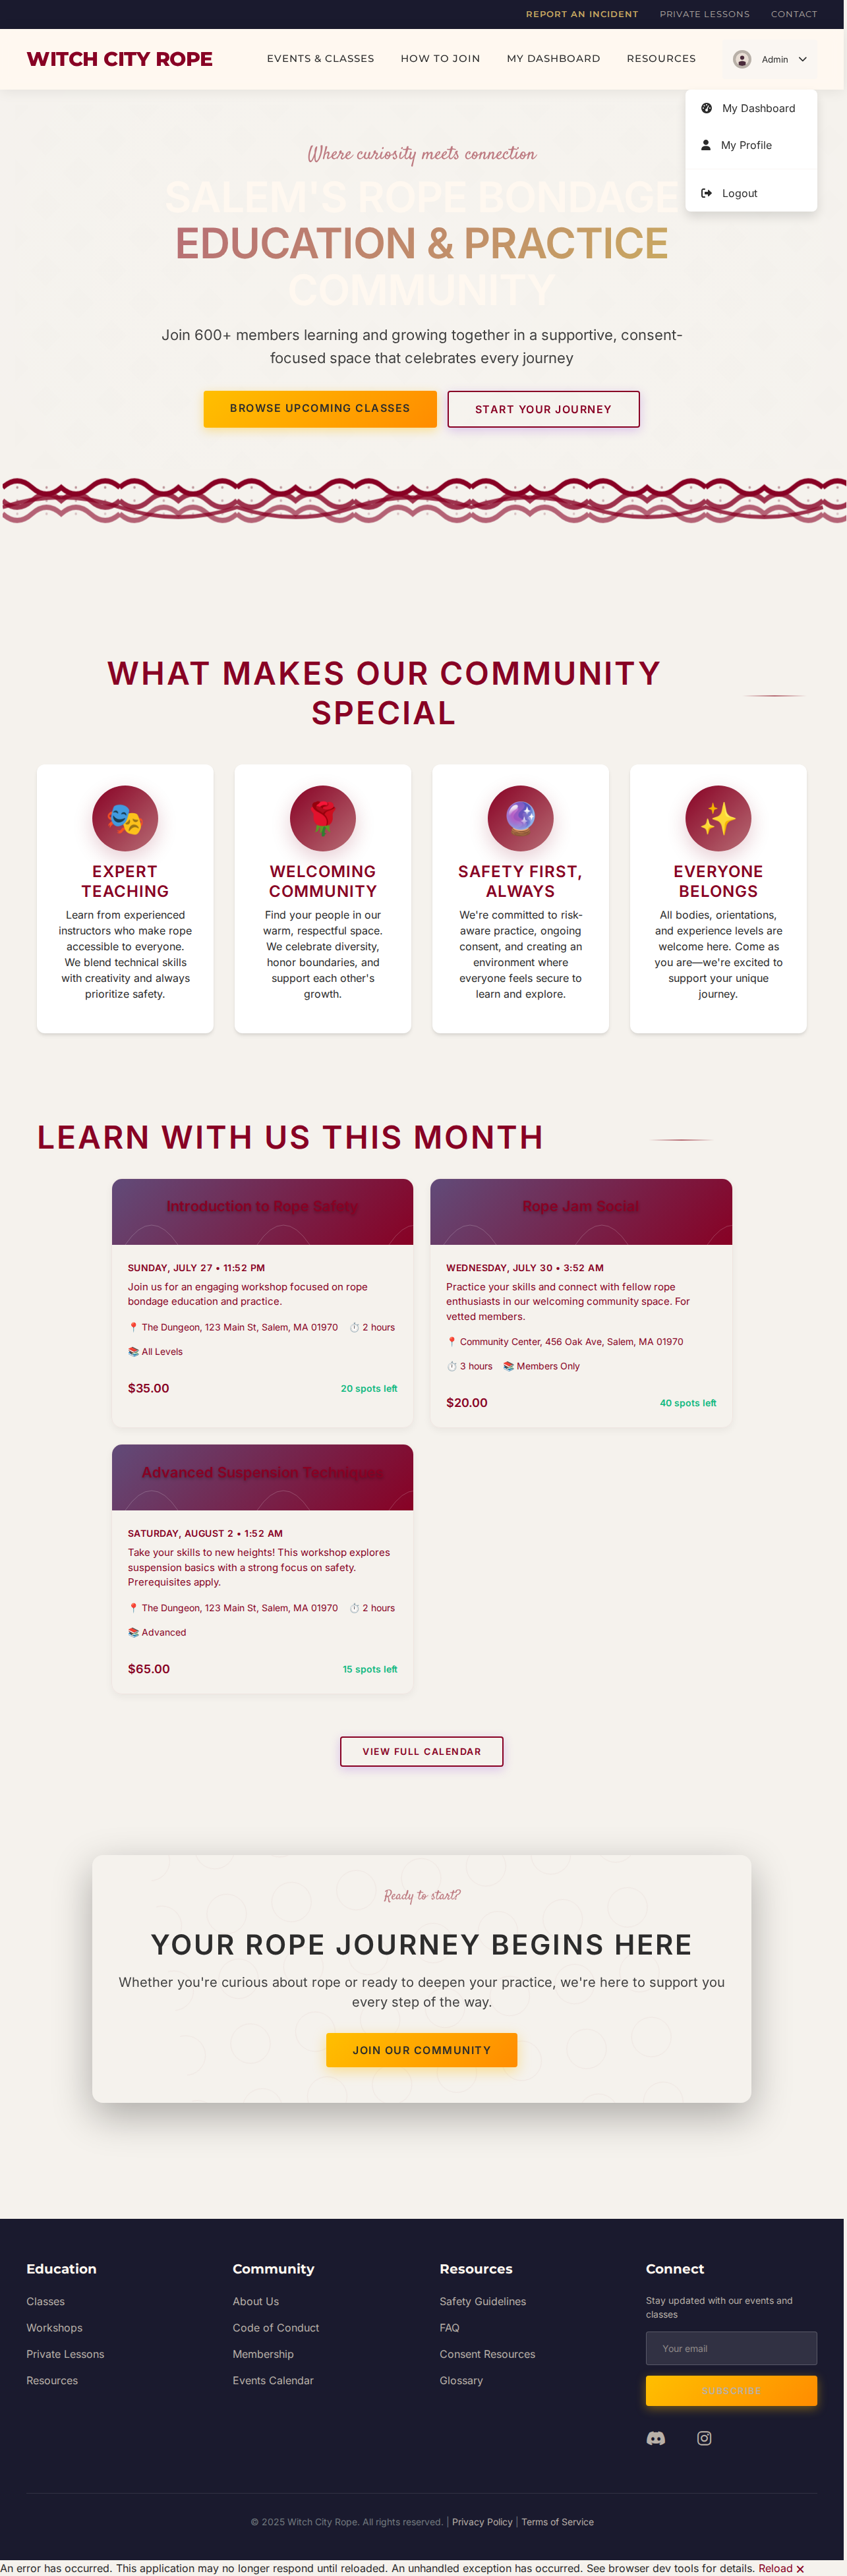 REPORT AN INCIDENT PRIVATE LESSONS CONTACT
WITCH CITY ROPE EVENTS & CLASSES HOW TO JOIN MY DASHBOARD RESOURCES Admin
My Dashboard
My Profile
Logout
Where curiosity meets connection
SALEM'S ROPE BONDAGE
EDUCATION & PRACTICE
COMMUNITY
Join 600+ members learning and growing together in a supportive, consent-
focused space that celebrates every journey
BROWSE UPCOMING CLASSES START YOUR JOURNEY
WHAT MAKES OUR COMMUNITY
SPECIAL
EXPERT
TEACHING
Learn from experienced
instructors who make rope
accessible to everyone.
We blend technical skills
with creativity and always
prioritize safety.
WELCOMING
COMMUNITY
Find your people in our
warm, respectful space.
We celebrate diversity,
honor boundaries, and
support each other's
growth.
SAFETY FIRST,
ALWAYS
We're committed to risk-
aware practice, ongoing
consent, and creating an
environment where
everyone feels secure to
learn and explore.
EVERYONE
BELONGS
All bodies, orientations,
and experience levels are
welcome here. Come as
you are—we're excited to
support your unique
journey.
LEARN WITH US THIS MONTH
Introduction to Rope Safety
SUNDAY, JULY 27 • 11:52 PM
Join us for an engaging workshop focused on rope
bondage education and practice.
📍 The Dungeon, 123 Main St, Salem, MA 01970 ⏱️ 2 hours
📚 All Levels
$35.00 20 spots left
Rope Jam Social
WEDNESDAY, JULY 30 • 3:52 AM
Practice your skills and connect with fellow rope
enthusiasts in our welcoming community space. For
vetted members.
📍 Community Center, 456 Oak Ave, Salem, MA 01970
⏱️ 3 hours 📚 Members Only
$20.00 40 spots left
Advanced Suspension Techniques
SATURDAY, AUGUST 2 • 1:52 AM
Take your skills to new heights! This workshop explores
suspension basics with a strong focus on safety.
Prerequisites apply.
📍 The Dungeon, 123 Main St, Salem, MA 01970 ⏱️ 2 hours
📚 Advanced
$65.00 15 spots left
VIEW FULL CALENDAR
Ready to start?
YOUR ROPE JOURNEY BEGINS HERE
Whether you're curious about rope or ready to deepen your practice, we're here to support you
every step of the way.
JOIN OUR COMMUNITY
Education
Classes
Workshops
Private Lessons
Resources
Community
About Us
Code of Conduct
Membership
Events Calendar
Resources
Safety Guidelines
FAQ
Consent Resources
Glossary
Connect
Stay updated with our events and
classes
Your email
SUBSCRIBE
© 2025 Witch City Rope. All rights reserved. | Privacy Policy | Terms of Service
An error has occurred. This application may no longer respond until reloaded. An unhandled exception has occurred. See browser dev tools for details. Reload ✕